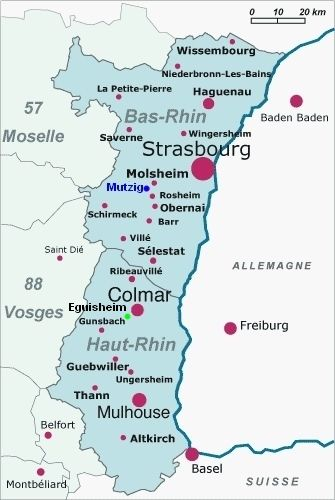 0 10 20 km
Wissembourg
Niederbronn-Les-Bains
La Petite-Pierre
Haguenau
57
Moselle
Bas-Rhin
Baden Baden
Saverne
Wingersheim
Strasbourg
Molsheim
Mutzig
Rosheim
Schirmeck
Obernai
Barr
Villé
Saint Dié
Sélestat
ALLEMAGNE
Ribeauvillé
88
Vosges
Colmar
Eguisheim
Gunsbach
Freiburg
Haut-Rhin
Guebwiller
Ungersheim
Thann
Mulhouse
Belfort
Altkirch
Basel
Montbéliard
SUISSE